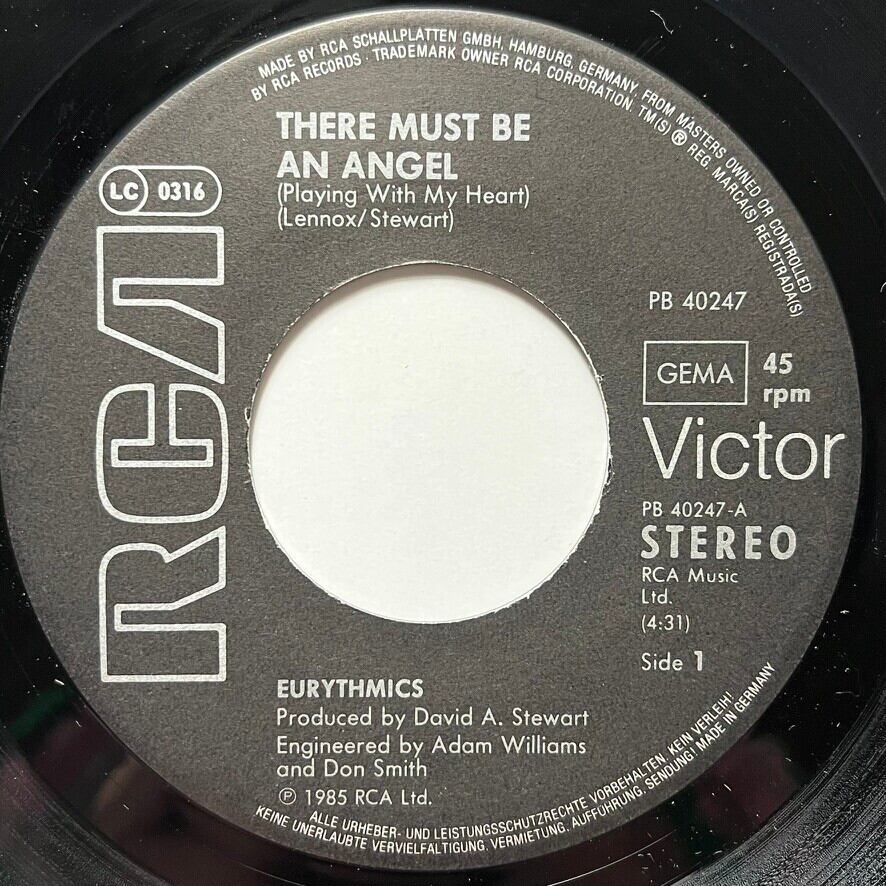 MADE BY RCA SCHALLPLATTEN GMBH, HAMBURG, GERMANY, FROM MASTERS OWNED OR CONTROLLED
BY RCA RECORDS · TRADEMARK OWNER RCA CORPORATION. TM(S) ® REG. MARCA(S) REGISTRADA(S)
THERE MUST BE
AN ANGEL
(Playing With My Heart)
(Lennox/Stewart)
LC 0316
RCA
PB 40247
GEMA
45
rpm
Victor
PB 40247-A
STEREO
RCA Music
Ltd.
(4:31)
Side 1
EURYTHMICS
Produced by David A. Stewart
Engineered by Adam Williams
and Don Smith
℗ 1985 RCA Ltd.
ALLE URHEBER- UND LEISTUNGSSCHUTZRECHTE VORBEHALTEN. KEIN VERLEIH!
KEINE UNERLAUBTE VERVIELFALTIGUNG, VERMIETUNG, AUFFÜHRUNG, SENDUNG! MADE IN GERMANY